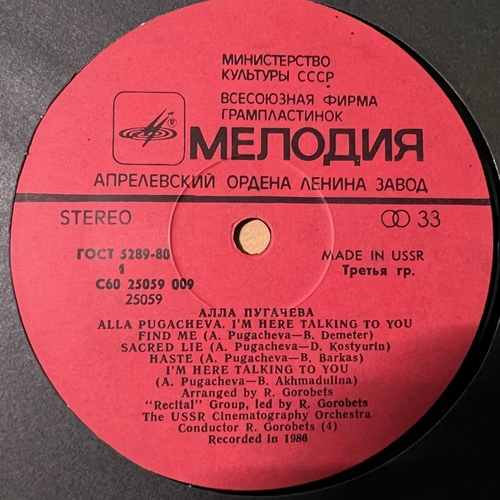 МИНИСТЕРСТВО
КУЛЬТУРЫ СССР
ВСЕСОЮЗНАЯ ФИРМА
ГРАМПЛАСТИНОК
МЕЛОДИЯ
АПРЕЛЕВСКИЙ ОРДЕНА ЛЕНИНА ЗАВОД
STEREO
33
ГОСТ 5289-80
1
С60 25059 009
25059
MADE IN USSR
Третья гр.
АЛЛА ПУГАЧЕВА
ALLA PUGACHEVA. I'M HERE TALKING TO YOU
FIND ME (A. Pugacheva—B. Demeter)
SACRED LIE (A. Pugacheva—D. Kostyurin)
HASTE (A. Pugacheva—B. Barkas)
I'M HERE TALKING TO YOU
(A. Pugacheva—B. Akhmadulina)
Arranged by R. Gorobets
"Recital" Group, led by R. Gorobets
The USSR Cinematography Orchestra
Conductor R. Gorobets (4)
Recorded in 1986